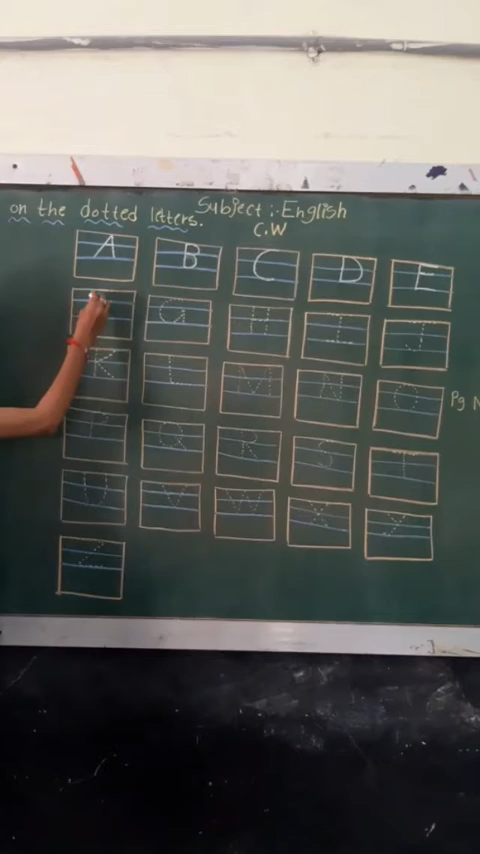 on the dotted letters. Subject :- English
C.W
A B C D E
G H I J
K L M N O
Pg N
P Q R S T
U V W X Y
Z